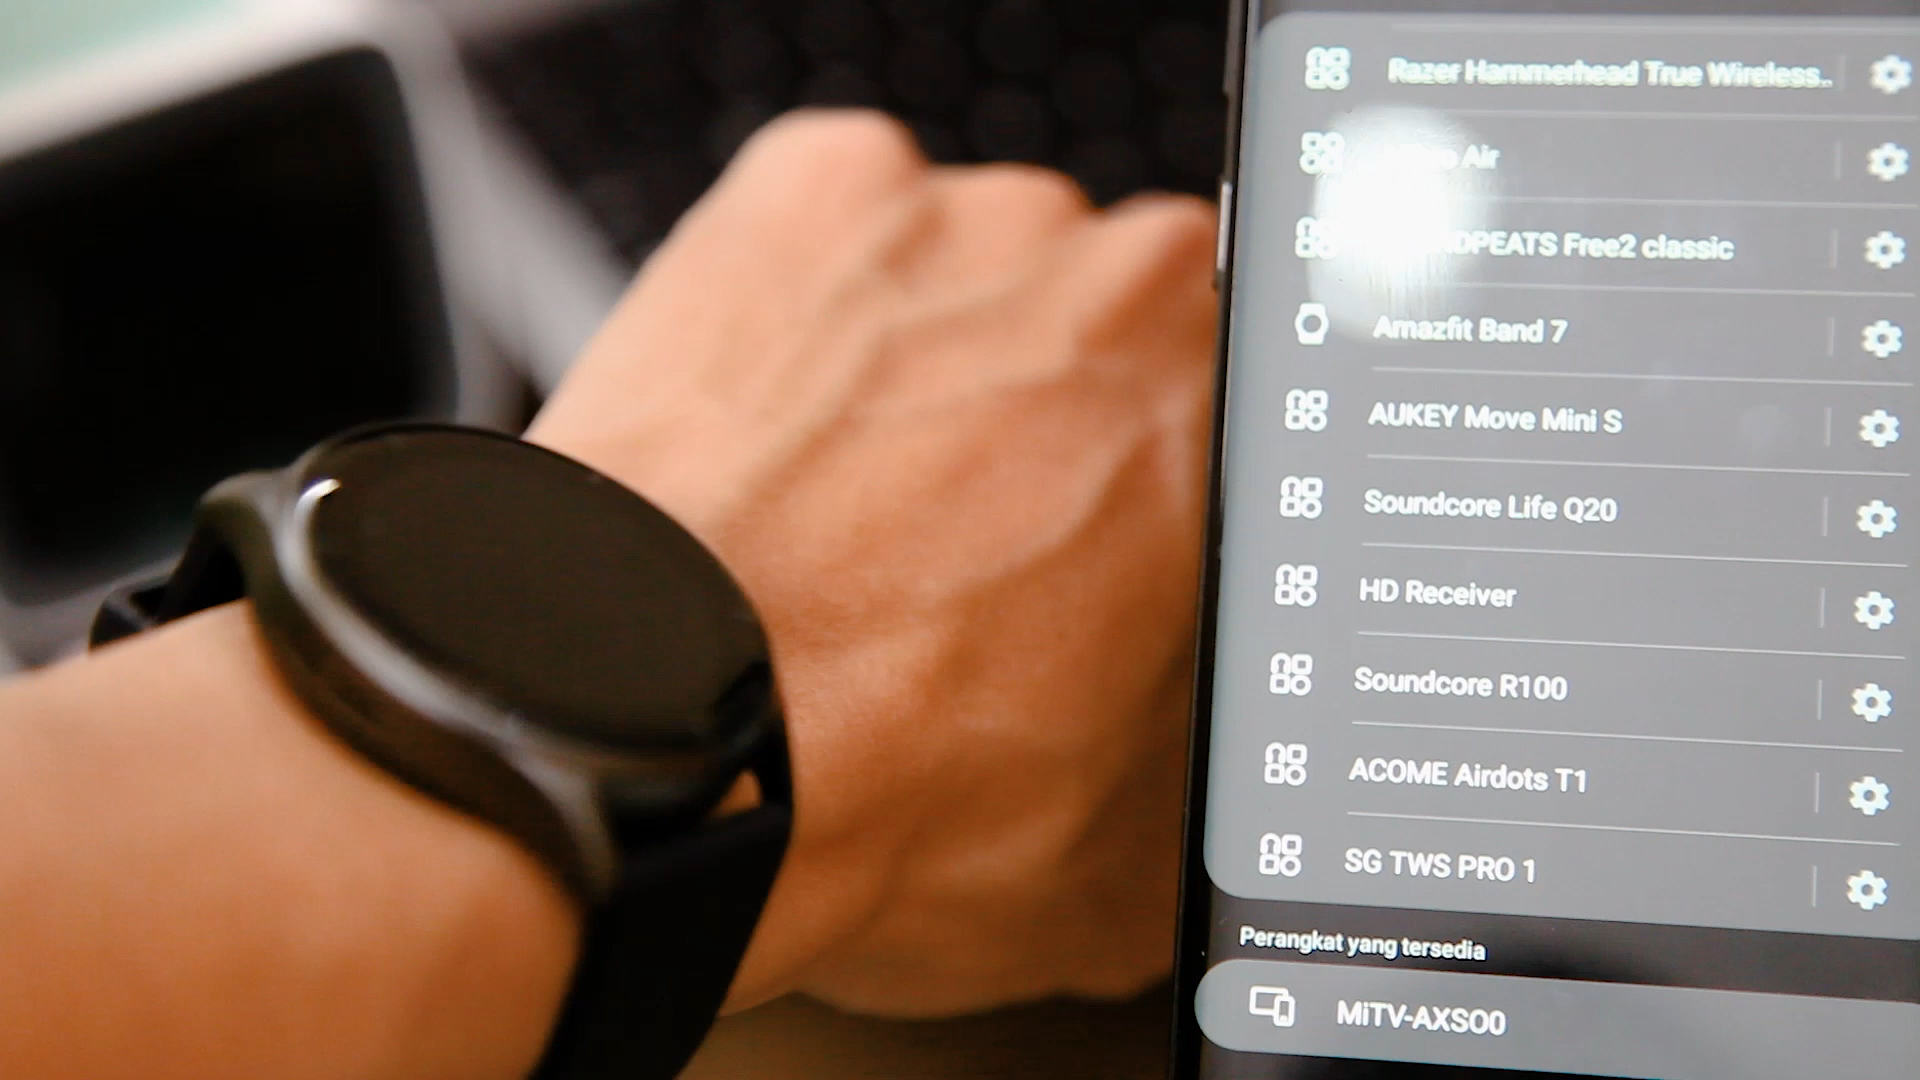 Razer Hammerhead True Wireless..
Air
Free2 classic
Amazfit Band 7
AUKEY Move Mini S
Soundcore Life Q20
HD Receiver
Soundcore R100
ACOME Airdots T1
SG TWS PRO 1
Perangkat yang tersedia
MiTV-AXSO0